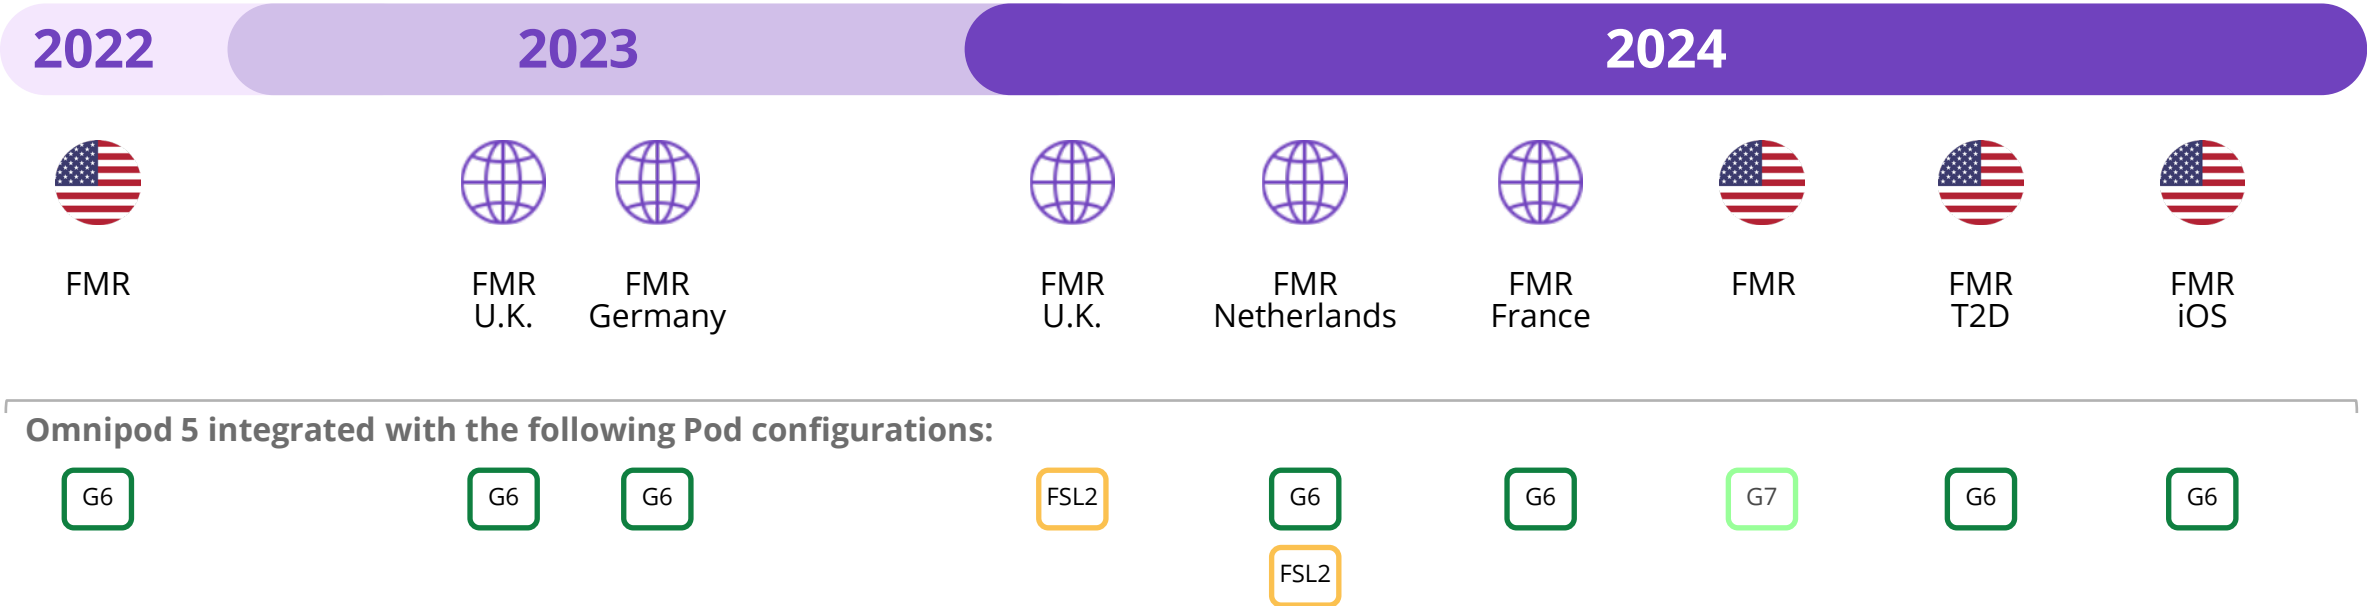 2022
2023
2024
FMR
FMR
U.K.
FMR
Germany
FMR
U.K.
FMR
Netherlands
FMR
France
FMR
FMR
T2D
FMR
iOS
Omnipod 5 integrated with the following Pod configurations:
G6
G6
G6
FSL2
G6
G6
G7
G6
G6
FSL2